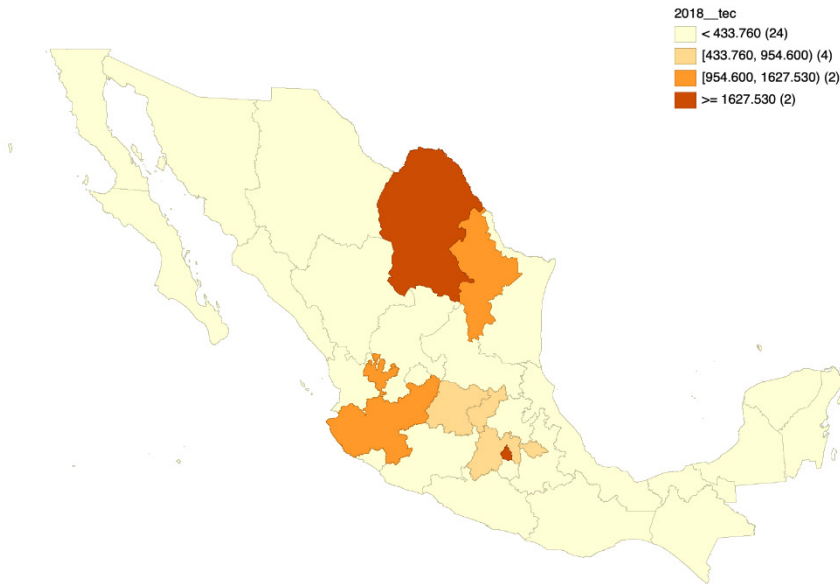 2018__tec
< 433.760 (24)
[433.760, 954.600) (4)
[954.600, 1627.530) (2)
>= 1627.530 (2)